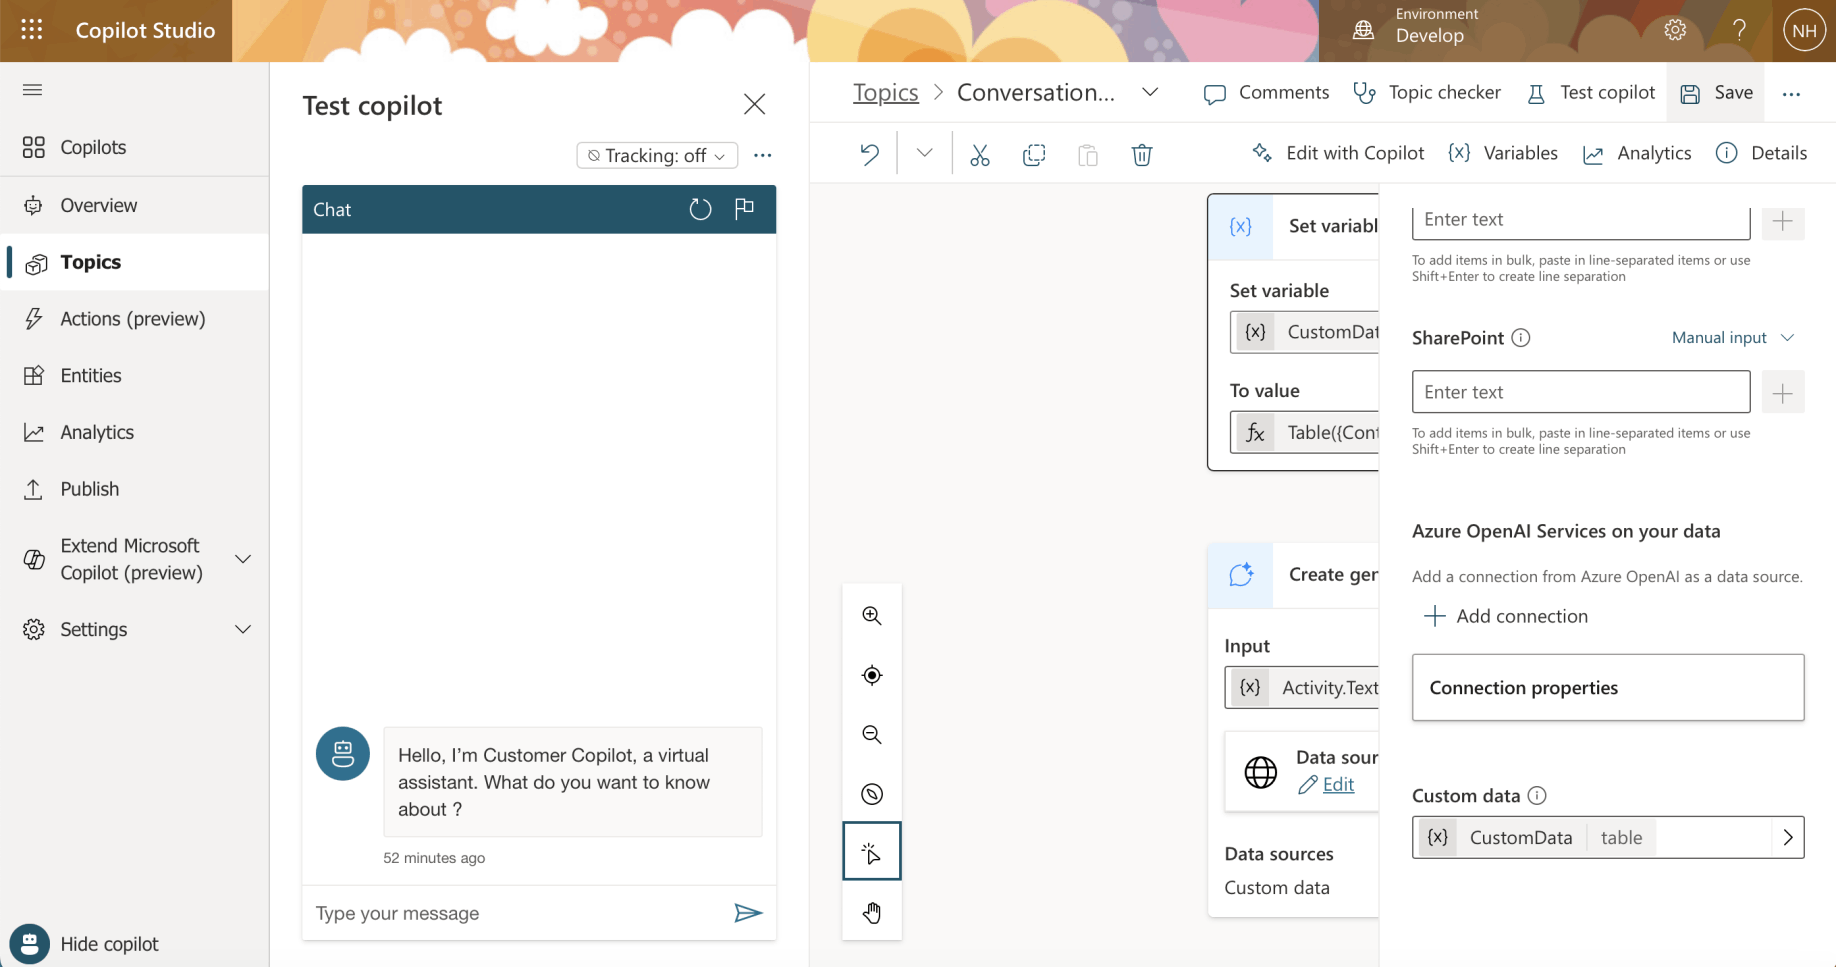 Copilot Studio
Environment
Develop
NH
Copilots
Overview
Topics
Actions (preview)
Entities
Analytics
Publish
Extend Microsoft
Copilot (preview)
Settings
Hide copilot
Test copilot
Tracking: off
Chat
Hello, I'm Customer Copilot, a virtual
assistant. What do you want to know
about ?
52 minutes ago
Type your message
Topics > Conversation...
Comments
Topic checker
Test copilot
Save
Edit with Copilot
{x} Variables
Analytics
Details
{x} Set variabl
Set variable
{x} CustomDat
To value
fx Table({Cont
Create ger
Input
{x} Activity.Text
Data sour
Edit
Data sources
Custom data
Enter text
To add items in bulk, paste in line-separated items or use
Shift+Enter to create line separation
SharePoint
Manual input
Enter text
To add items in bulk, paste in line-separated items or use
Shift+Enter to create line separation
Azure OpenAI Services on your data
Add a connection from Azure OpenAI as a data source.
Add connection
Connection properties
Custom data
{x} CustomData table